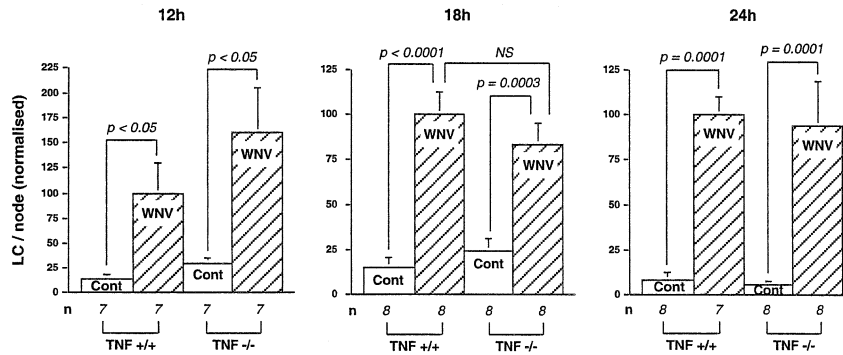 12h
18h
24h
LC / node (normalised)
225
200
175
150
125
100
75
50
25
0
p < 0.05
p < 0.05
Cont
WNV
Cont
WNV
n 7 7 7 7
TNF +/+ TNF -/-
125
100
75
50
25
0
p < 0.0001
NS
p = 0.0003
Cont
WNV
Cont
WNV
8 8 8 8
TNF +/+ TNF -/-
125
100
75
50
25
0
p = 0.0001
p = 0.0001
Cont
WNV
Cont
WNV
n 8 7 8 8
TNF +/+ TNF -/-